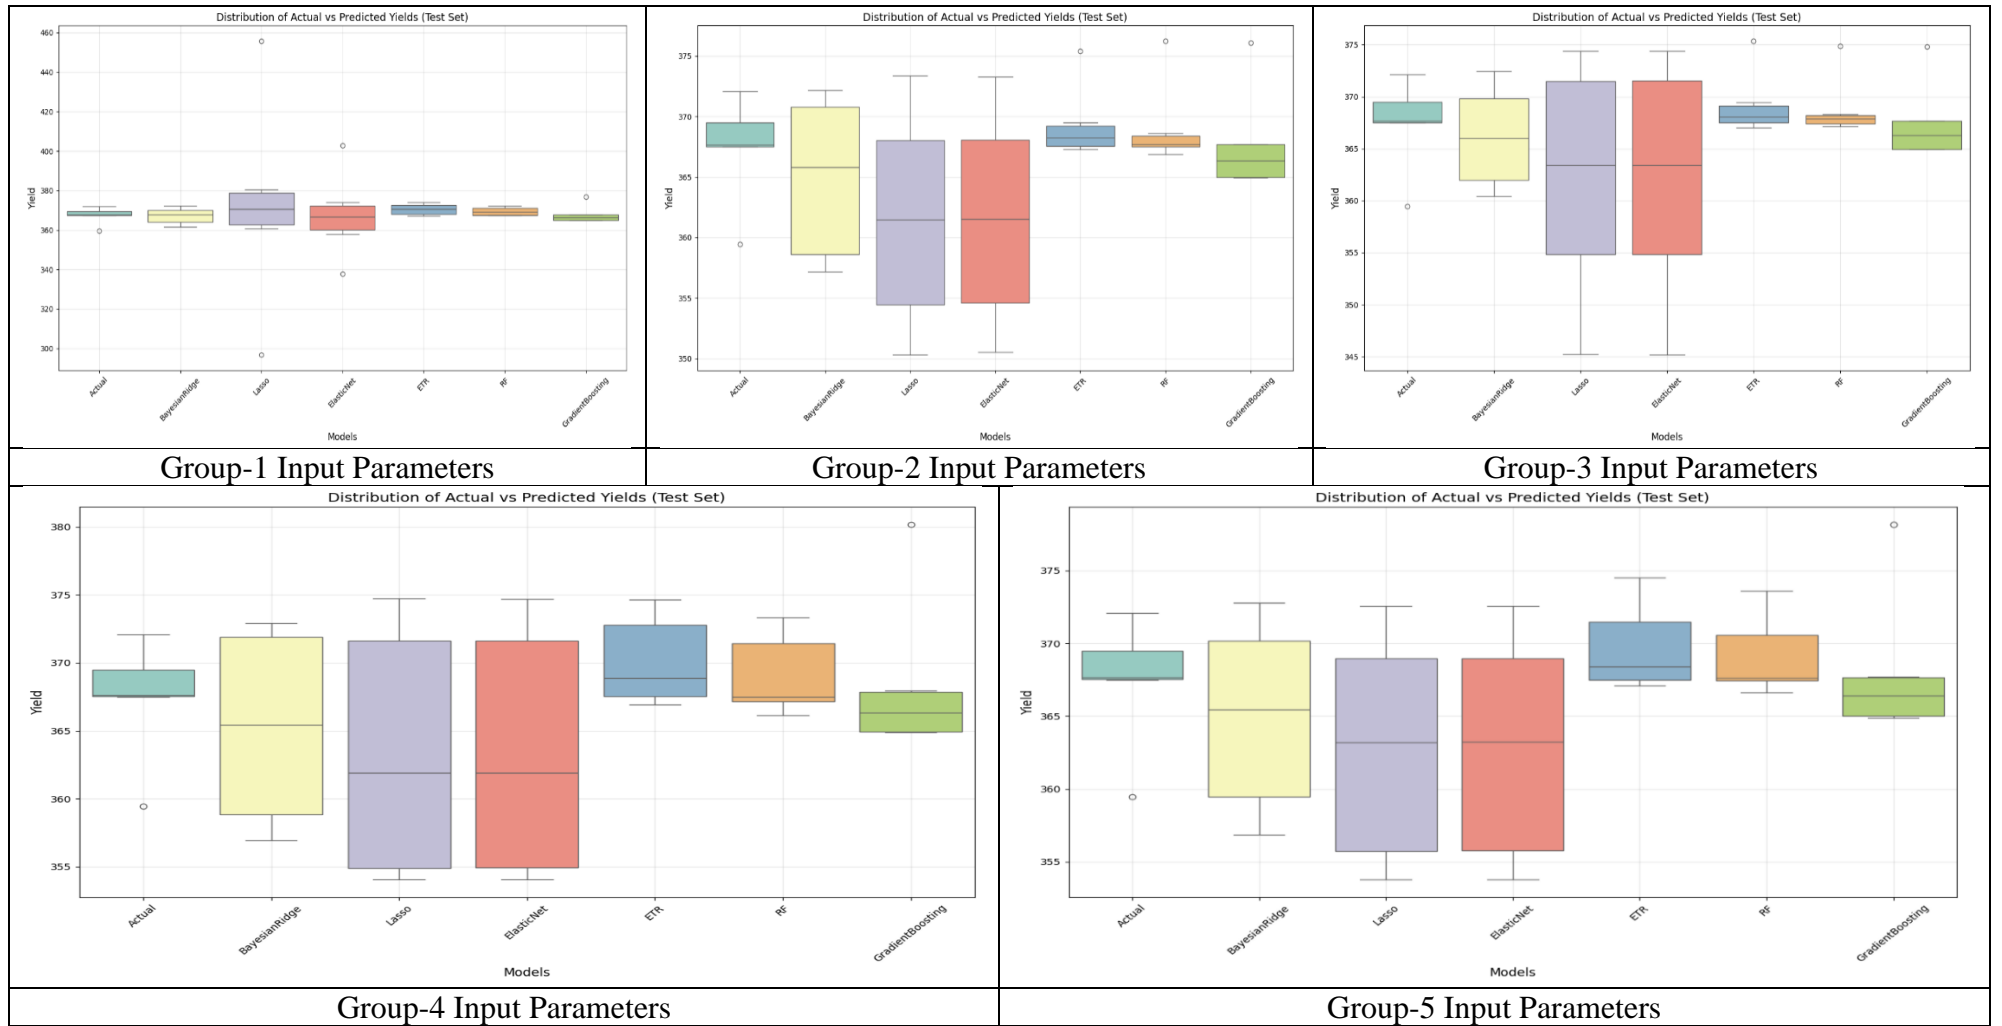 Distribution of Actual vs Predicted Yields (Test Set)
460
440
420
400
380
360
340
320
300
Yield
Actual
BayesianRidge
Lasso
ElasticNet
ETR
RF
GradientBoosting
Models
Group-1 Input Parameters
Distribution of Actual vs Predicted Yields (Test Set)
375
370
365
360
355
350
Yield
Actual
BayesianRidge
Lasso
ElasticNet
ETR
RF
GradientBoosting
Models
Group-2 Input Parameters
Distribution of Actual vs Predicted Yields (Test Set)
375
370
365
360
355
350
345
Yield
Actual
BayesianRidge
Lasso
ElasticNet
ETR
RF
GradientBoosting
Models
Group-3 Input Parameters
Distribution of Actual vs Predicted Yields (Test Set)
380
375
370
365
360
355
Yield
Actual
BayesianRidge
Lasso
ElasticNet
ETR
RF
GradientBoosting
Models
Group-4 Input Parameters
Distribution of Actual vs Predicted Yields (Test Set)
375
370
365
360
355
Yield
Actual
BayesianRidge
Lasso
ElasticNet
ETR
RF
GradientBoosting
Models
Group-5 Input Parameters